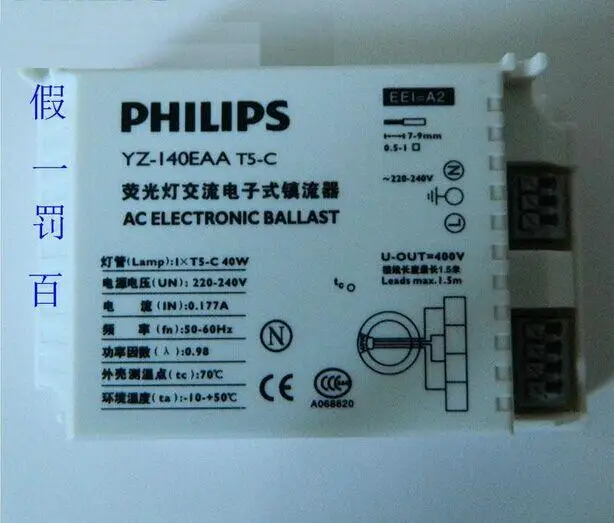 假一罚百
PHILIPS
YZ-140EAA T5-C
荧光灯交流电子式镇流器
AC ELECTRONIC BALLAST
灯管(Lamp):1×T5-C 40W
电源电压(UN): 220-240V
电 流(IN):0.177A
频 率(fn):50-60Hz
功率因数(λ):0.98
外壳测温点(tc):70℃
环境温度(ta):-10-+50℃
N
CE
CCC
A068620
EEI=A2
7-9mm
0.5-1□
~220-240V
N
L
U-OUT=400V
Leads max.1.5m
tc